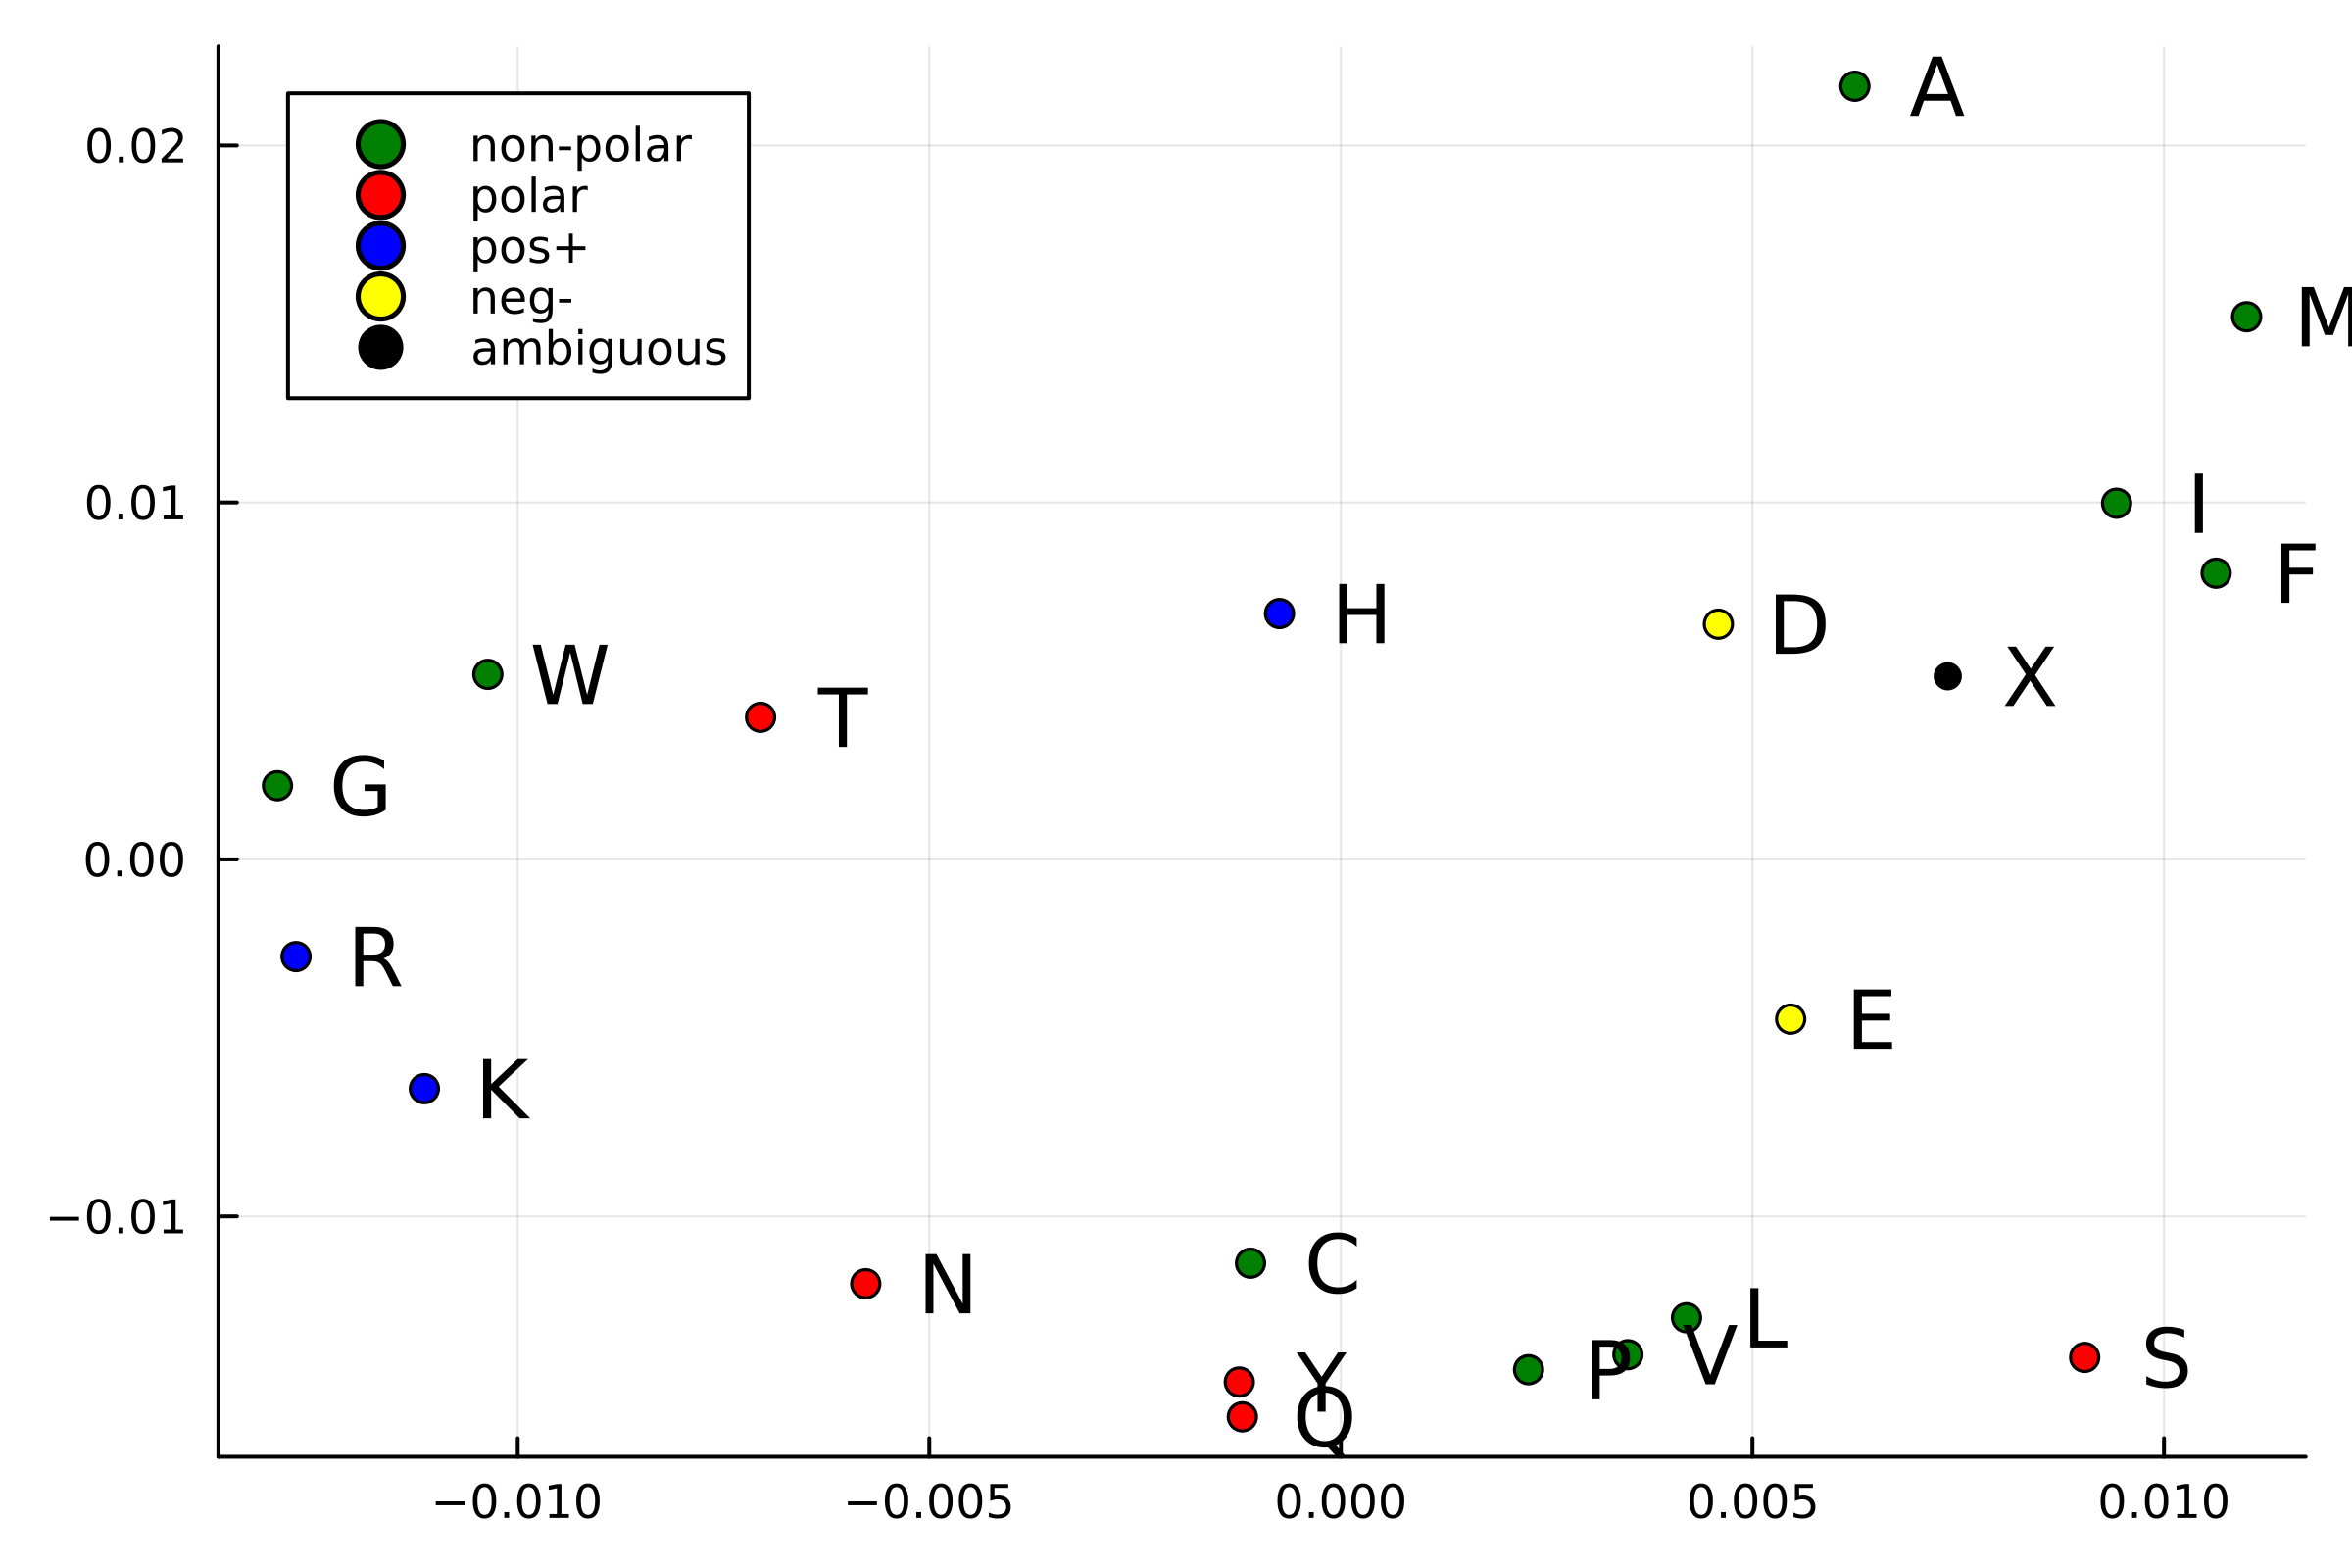 A
0.02
non-polar
polar
pos+
neg-
ambiguous
M
0.01
I
F
H
D
W
X
T
G
0.00
R
E
K
−0.01
C
N
L
V
P
S
Y
Q
−0.010 −0.005 0.000 0.005 0.010